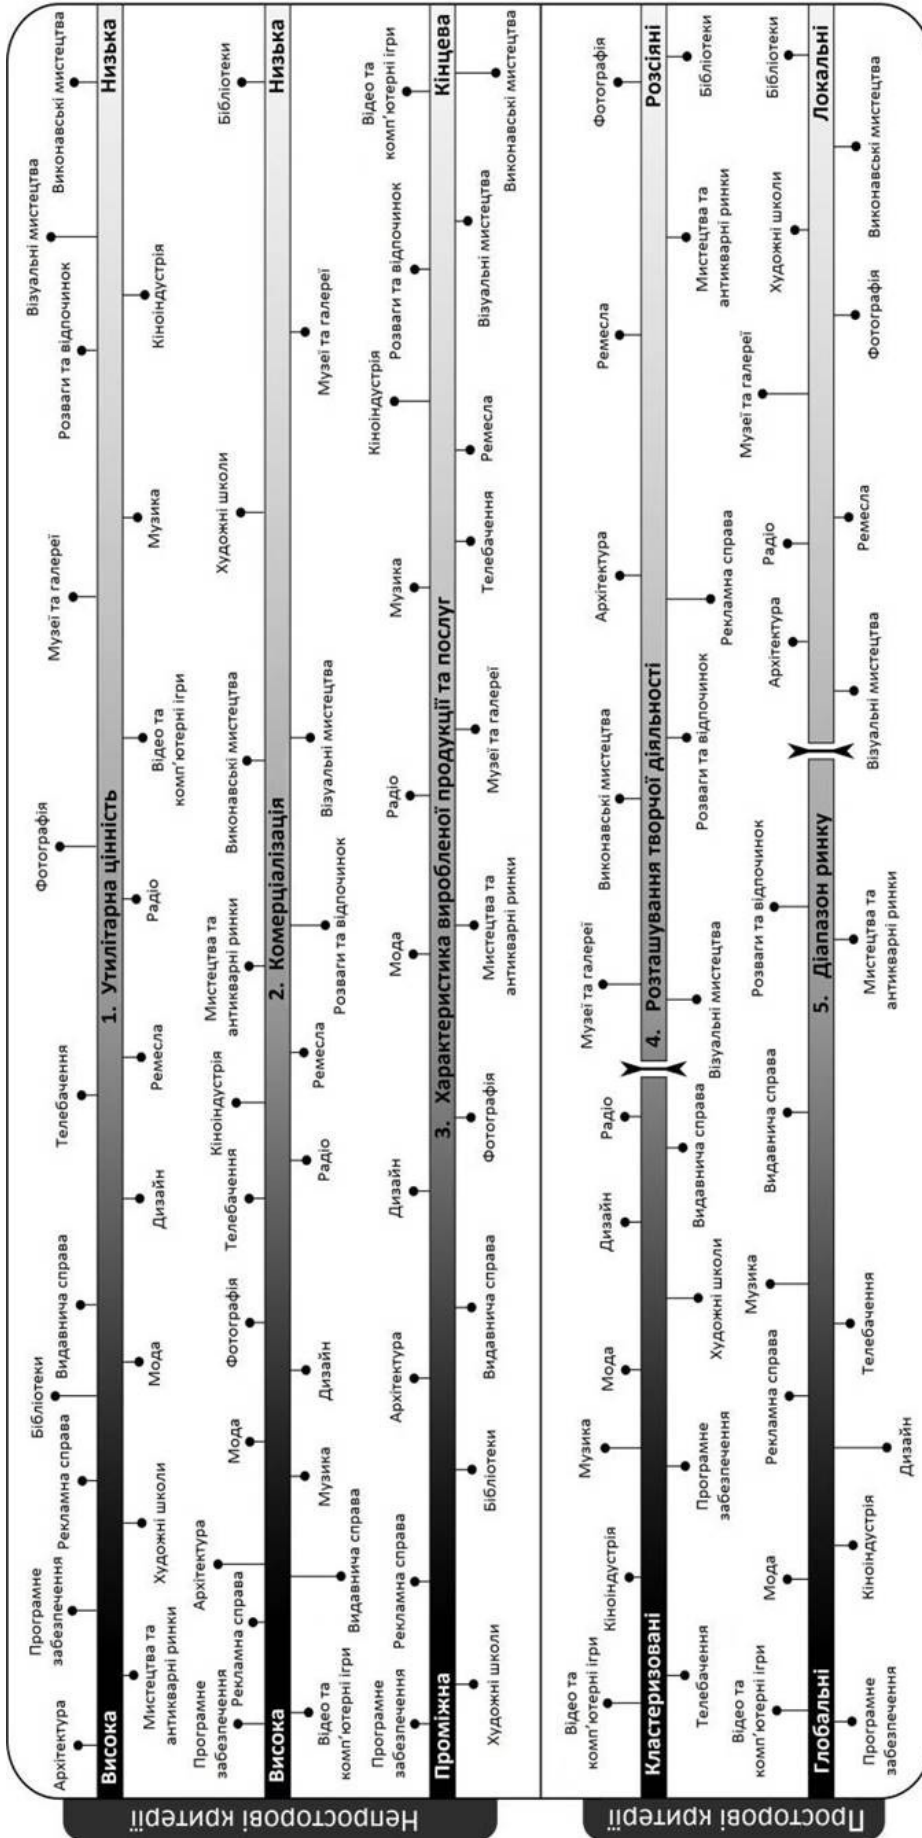 Непросторові критерії
Архітектура
Програмне
забезпечення
Рекламна справа
Бібліотеки
Видавнича справа
Телебачення
Фотографія
Музеї та галереї
Розваги та відпочинок
Візуальні мистецтва
Виконавські мистецтва
Висока
1. Утилітарна цінність
Низька
Мистецтва та
антикварні ринки
Художні школи
Мода
Дизайн
Ремесла
Радіо
Відео та
комп'ютерні ігри
Музика
Кіноіндустрія
Програмне
забезпечення
Рекламна справа
Архітектура
Мода
Фотографія
Телебачення
Кіноіндустрія
Мистецтва та
антикварні ринки
Виконавські мистецтва
Художні школи
Бібліотеки
Висока
2. Комерціалізація
Низька
Відео та
комп'ютерні ігри
Видавнича справа
Музика
Дизайн
Радіо
Ремесла
Розваги та відпочинок
Візуальні мистецтва
Музеї та галереї
Програмне
забезпечення
Рекламна справа
Архітектура
Дизайн
Мода
Радіо
Музика
Кіноіндустрія
Розваги та відпочинок
Відео та
комп'ютерні ігри
Проміжна
3. Характеристика виробленої продукції та послуг
Кінцева
Художні школи
Бібліотеки
Видавнича справа
Фотографія
Мистецтва та
антикварні ринки
Музеї та галереї
Телебачення
Ремесла
Візуальні мистецтва
Виконавські мистецтва
Просторові критерії
Відео та
комп'ютерні ігри
Кіноіндустрія
Музика
Мода
Дизайн
Радіо
Музеї та галереї
Виконавські мистецтва
Архітектура
Ремесла
Фотографія
Кластеризовані
4. Розташування творчої діяльності
Розсіяні
Телебачення
Програмне
забезпечення
Художні школи
Видавнича справа
Візуальні мистецтва
Розваги та відпочинок
Рекламна справа
Мистецтва та
антикварні ринки
Бібліотеки
Відео та
комп'ютерні ігри
Мода
Рекламна справа
Музика
Видавнича справа
Розваги та відпочинок
Архітектура
Радіо
Музеї та галереї
Художні школи
Бібліотеки
Глобальні
5. Діапазон ринку
Локальні
Програмне
забезпечення
Кіноіндустрія
Дизайн
Телебачення
Мистецтва та
антикварні ринки
Візуальні мистецтва
Ремесла
Фотографія
Виконавські мистецтва